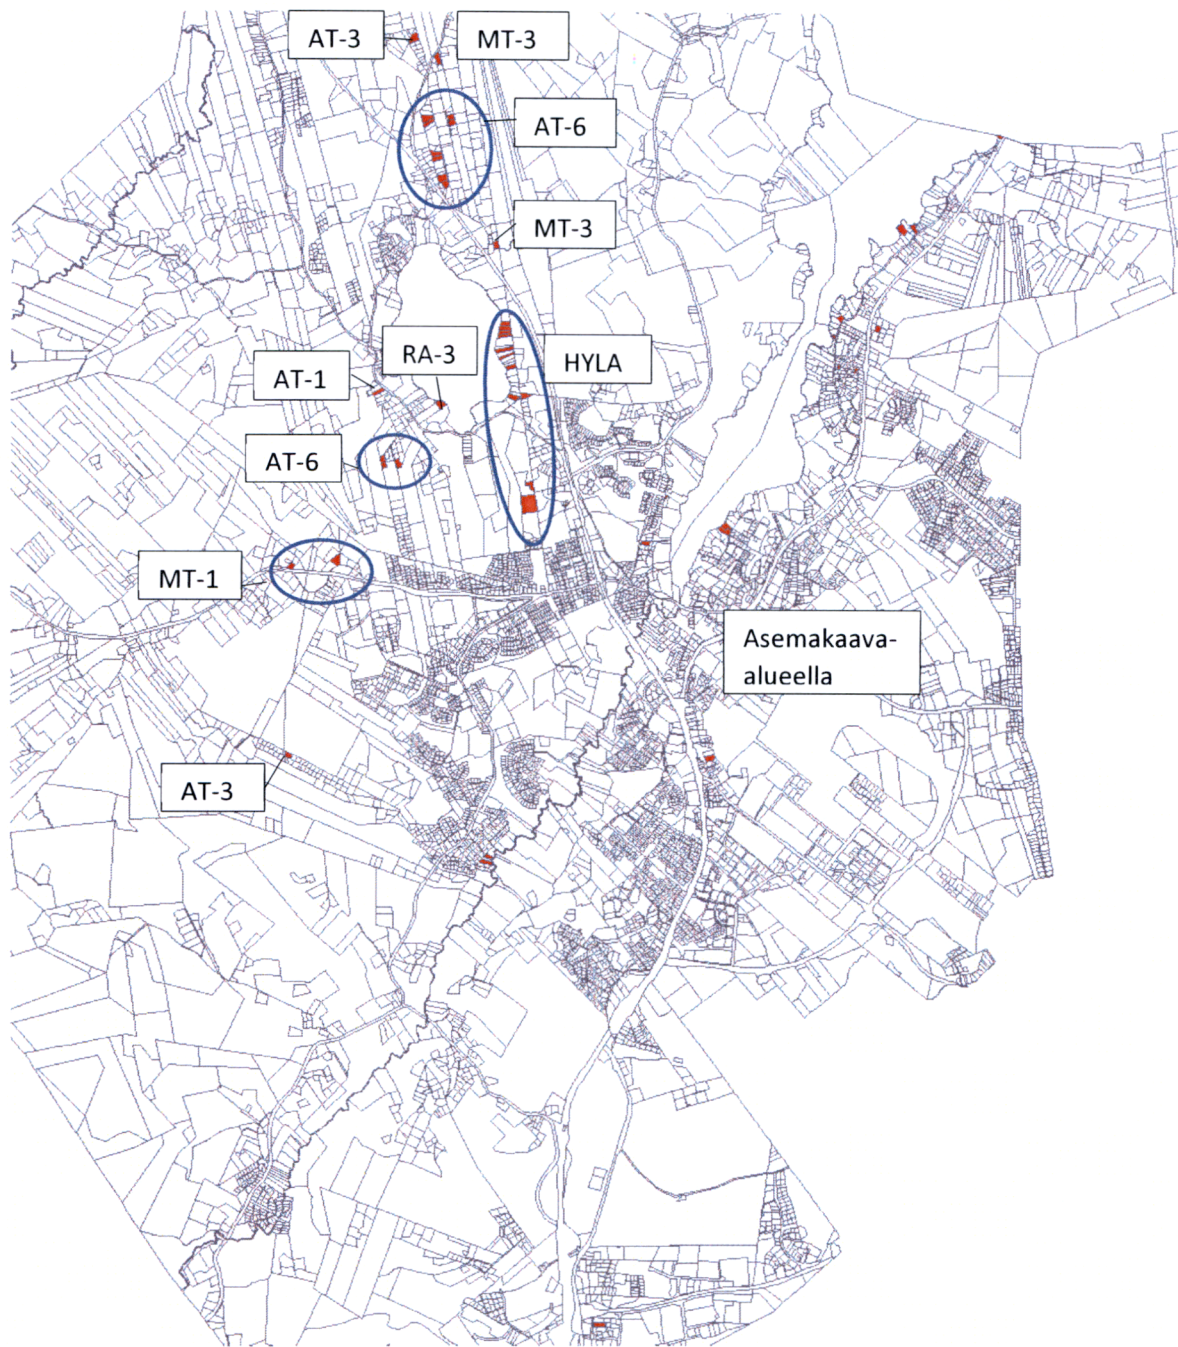 AT-3
MT-3
AT-6
MT-3
RA-3
HYLA
AT-1
AT-6
MT-1
Asemakaava-
alueella
AT-3